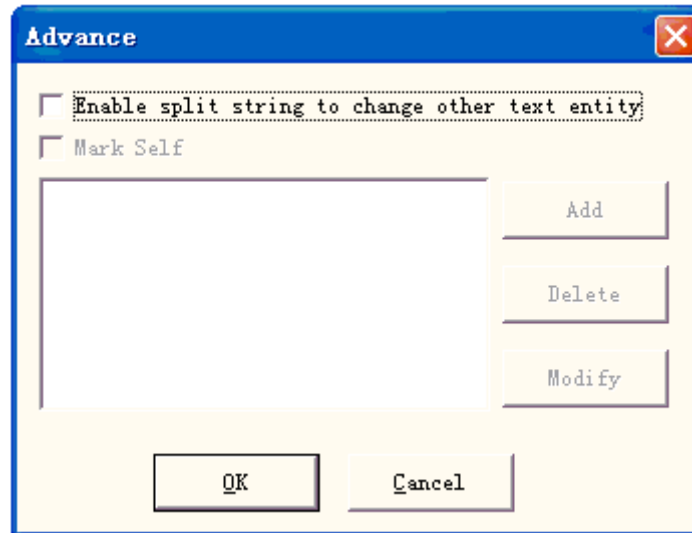 Advance
Enable split string to change other text entity
Mark Self
Add
Delete
Modify
OK
Cancel